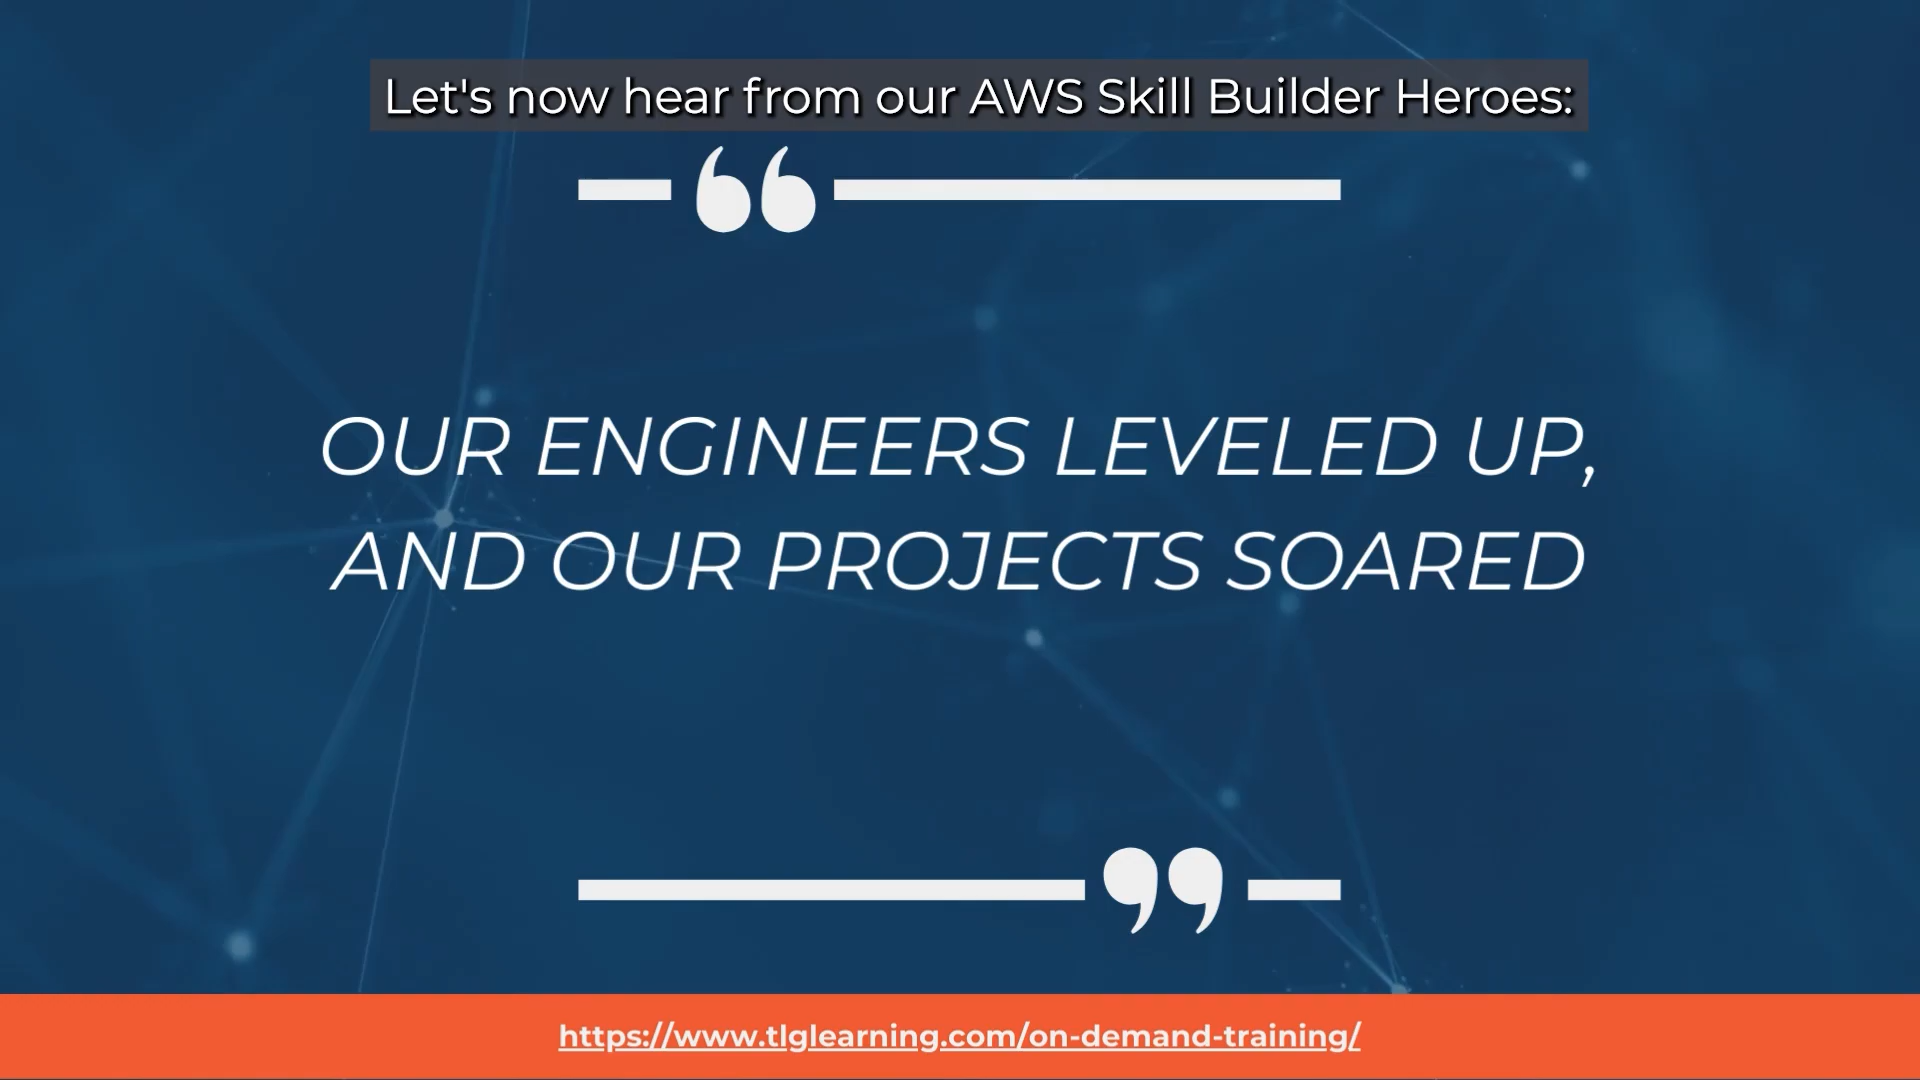 Let's now hear from our AWS Skill Builder Heroes:
“
OUR ENGINEERS LEVELED UP,
AND OUR PROJECTS SOARED
”
https://www.tlglearning.com/on-demand-training/